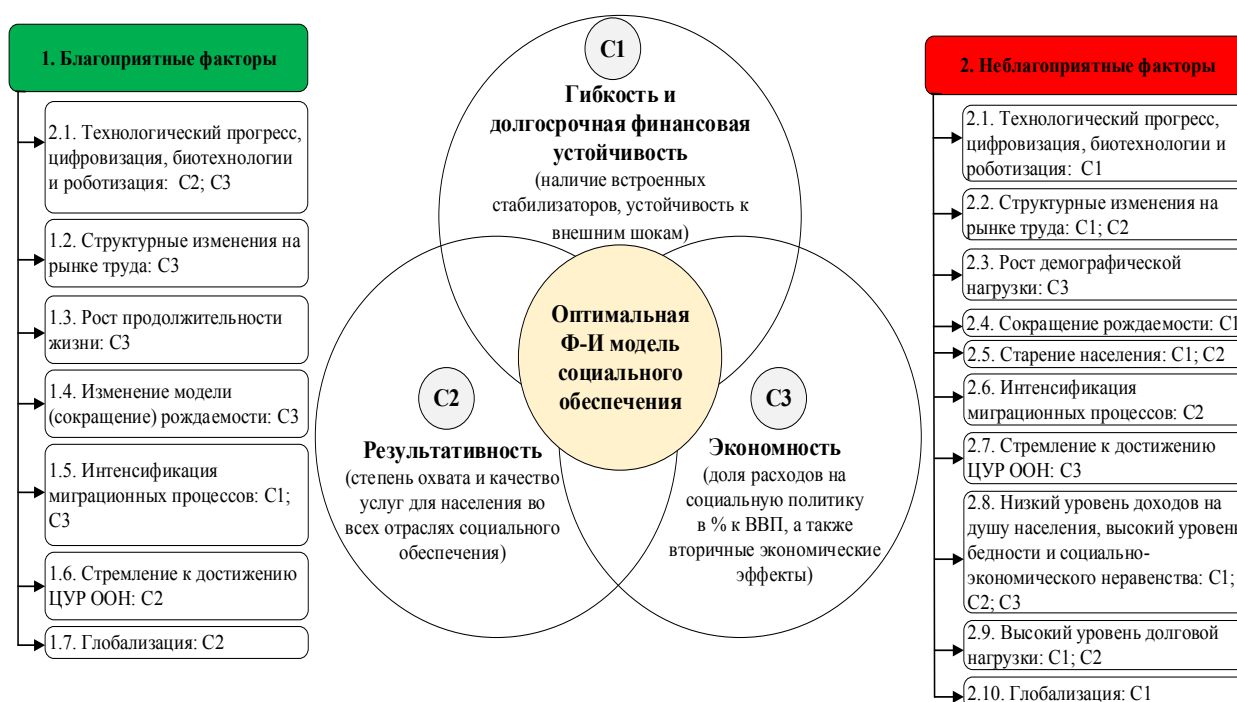 1. Благоприятные факторы
2.1. Технологический прогресс,
цифровизация, биотехнологии
и роботизация: С2; С3
1.2. Структурные изменения на
рынке труда: С3
1.3. Рост продолжительности
жизни: С3
1.4. Изменение модели
(сокращение) рождаемости: С3
1.5. Интенсификация
миграционных процессов: С1;
С3
1.6. Стремление к достижению
ЦУР ООН: С2
1.7. Глобализация: С2
С1
Гибкость и
долгосрочная финансовая
устойчивость
(наличие встроенных
стабилизаторов, устойчивость к
внешним шокам)
Оптимальная
Ф-И модель
социального
обеспечения
С2
Результативность
(степень охвата и качество
услуг для населения во
всех отраслях социального
обеспечения)
С3
Экономность
(доля расходов на
социальную политику
в % к ВВП, а также
вторичные экономические
эффекты)
2. Неблагоприятные факторы
2.1. Технологический прогресс,
цифровизация, биотехнологии и
роботизация: С1
2.2. Структурные изменения на
рынке труда: С1; С2
2.3. Рост демографической
нагрузки: С3
2.4. Сокращение рождаемости: С1
2.5. Старение населения: С1; С2
2.6. Интенсификация
миграционных процессов: С2
2.7. Стремление к достижению
ЦУР ООН: С3
2.8. Низкий уровень доходов на
душу населения, высокий уровень
бедности и социально-
экономического неравенства: С1;
С2; С3
2.9. Высокий уровень долговой
нагрузки: С1; С2
2.10. Глобализация: С1